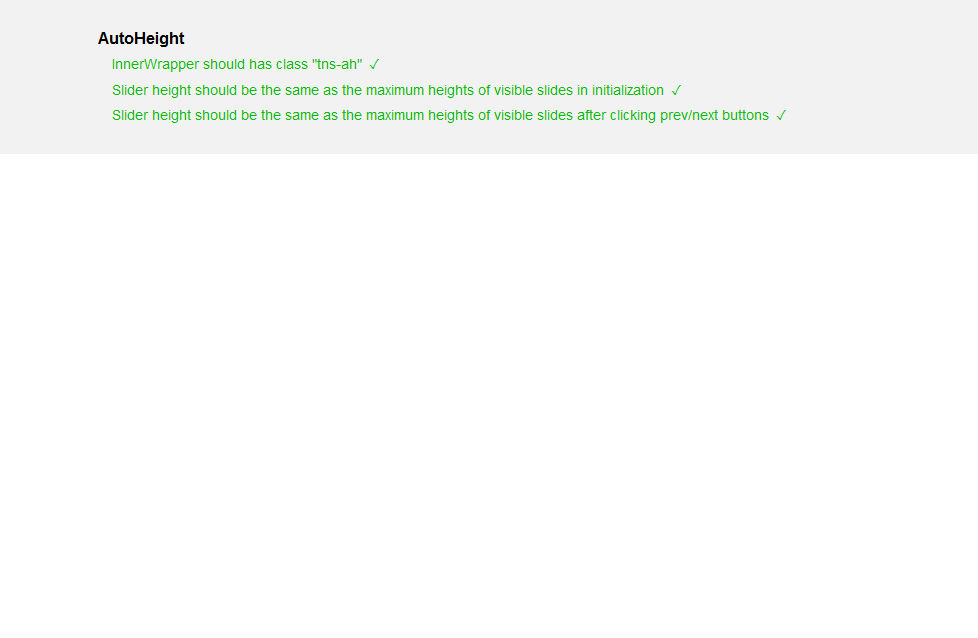 AutoHeight
InnerWrapper should has class "tns-ah" ✓
Slider height should be the same as the maximum heights of visible slides in initialization ✓
Slider height should be the same as the maximum heights of visible slides after clicking prev/next buttons ✓